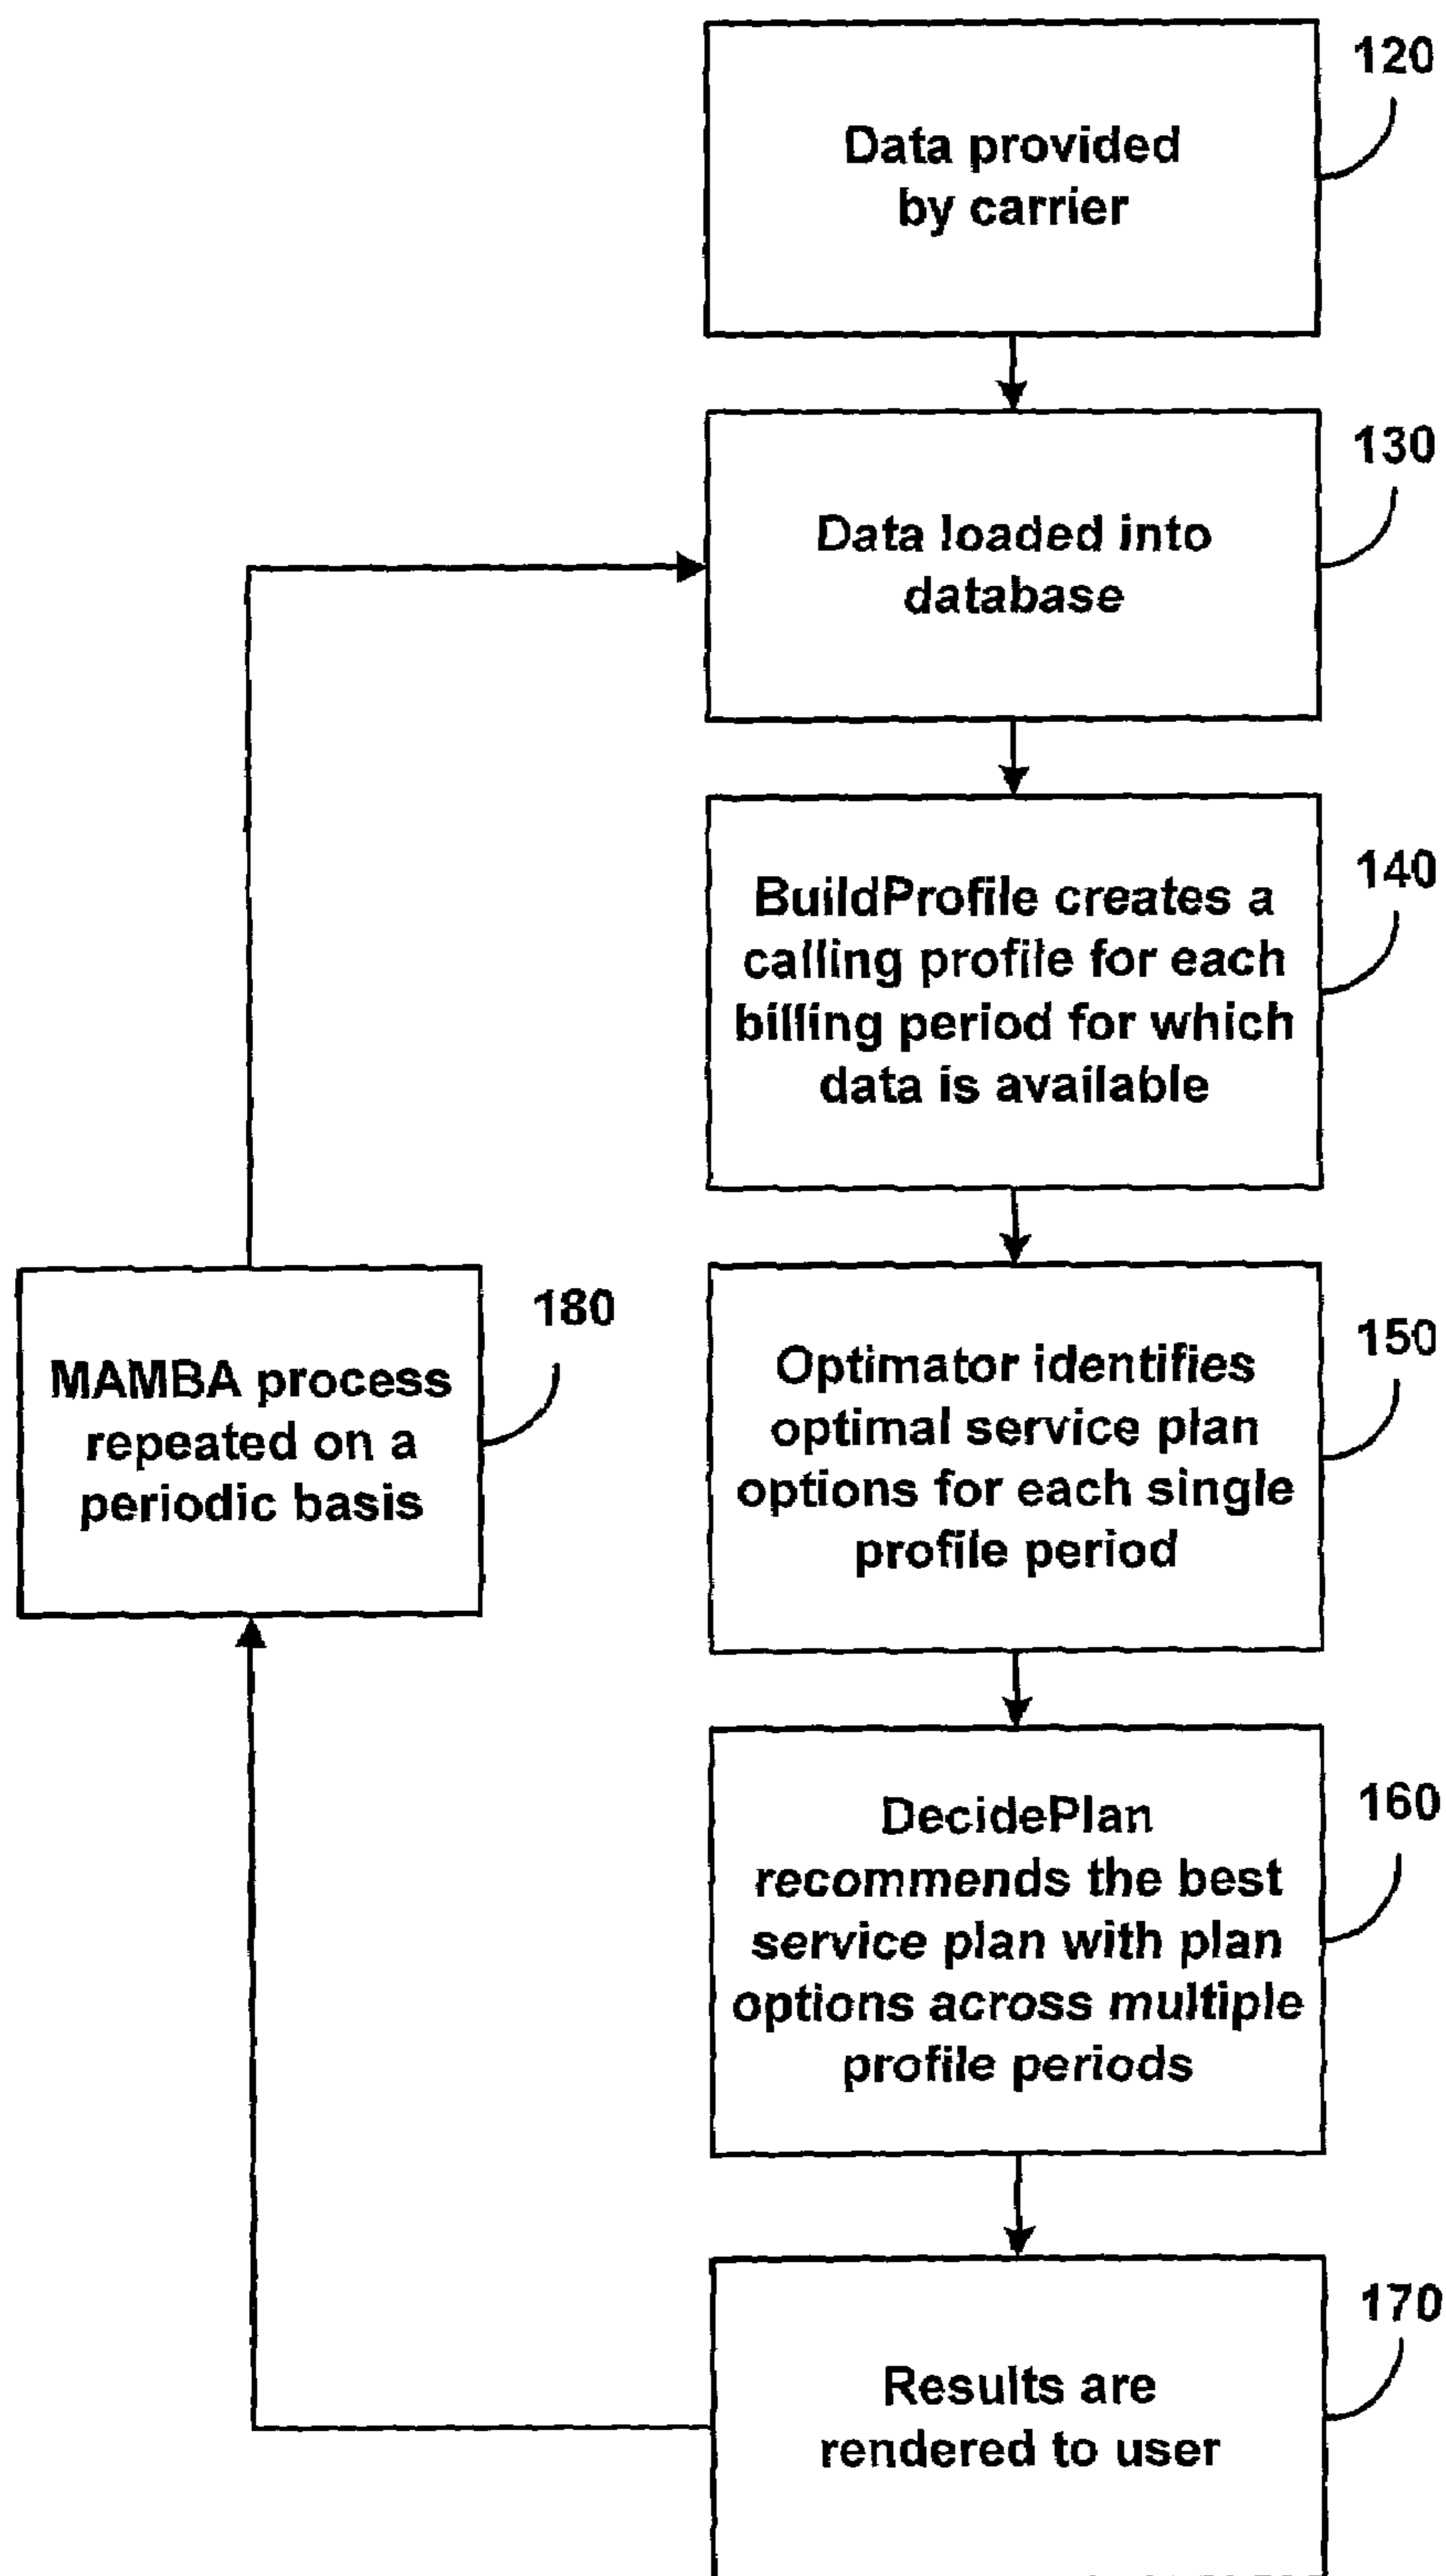 120
Data provided
by carrier
130
Data loaded into
database
140
BuildProfile creates a
calling profile for each
billing period for which
data is available
180
MAMBA process
repeated on a
periodic basis
150
Optimator identifies
optimal service plan
options for each single
profile period
160
DecidePlan
recommends the best
service plan with plan
options across multiple
profile periods
170
Results are
rendered to user